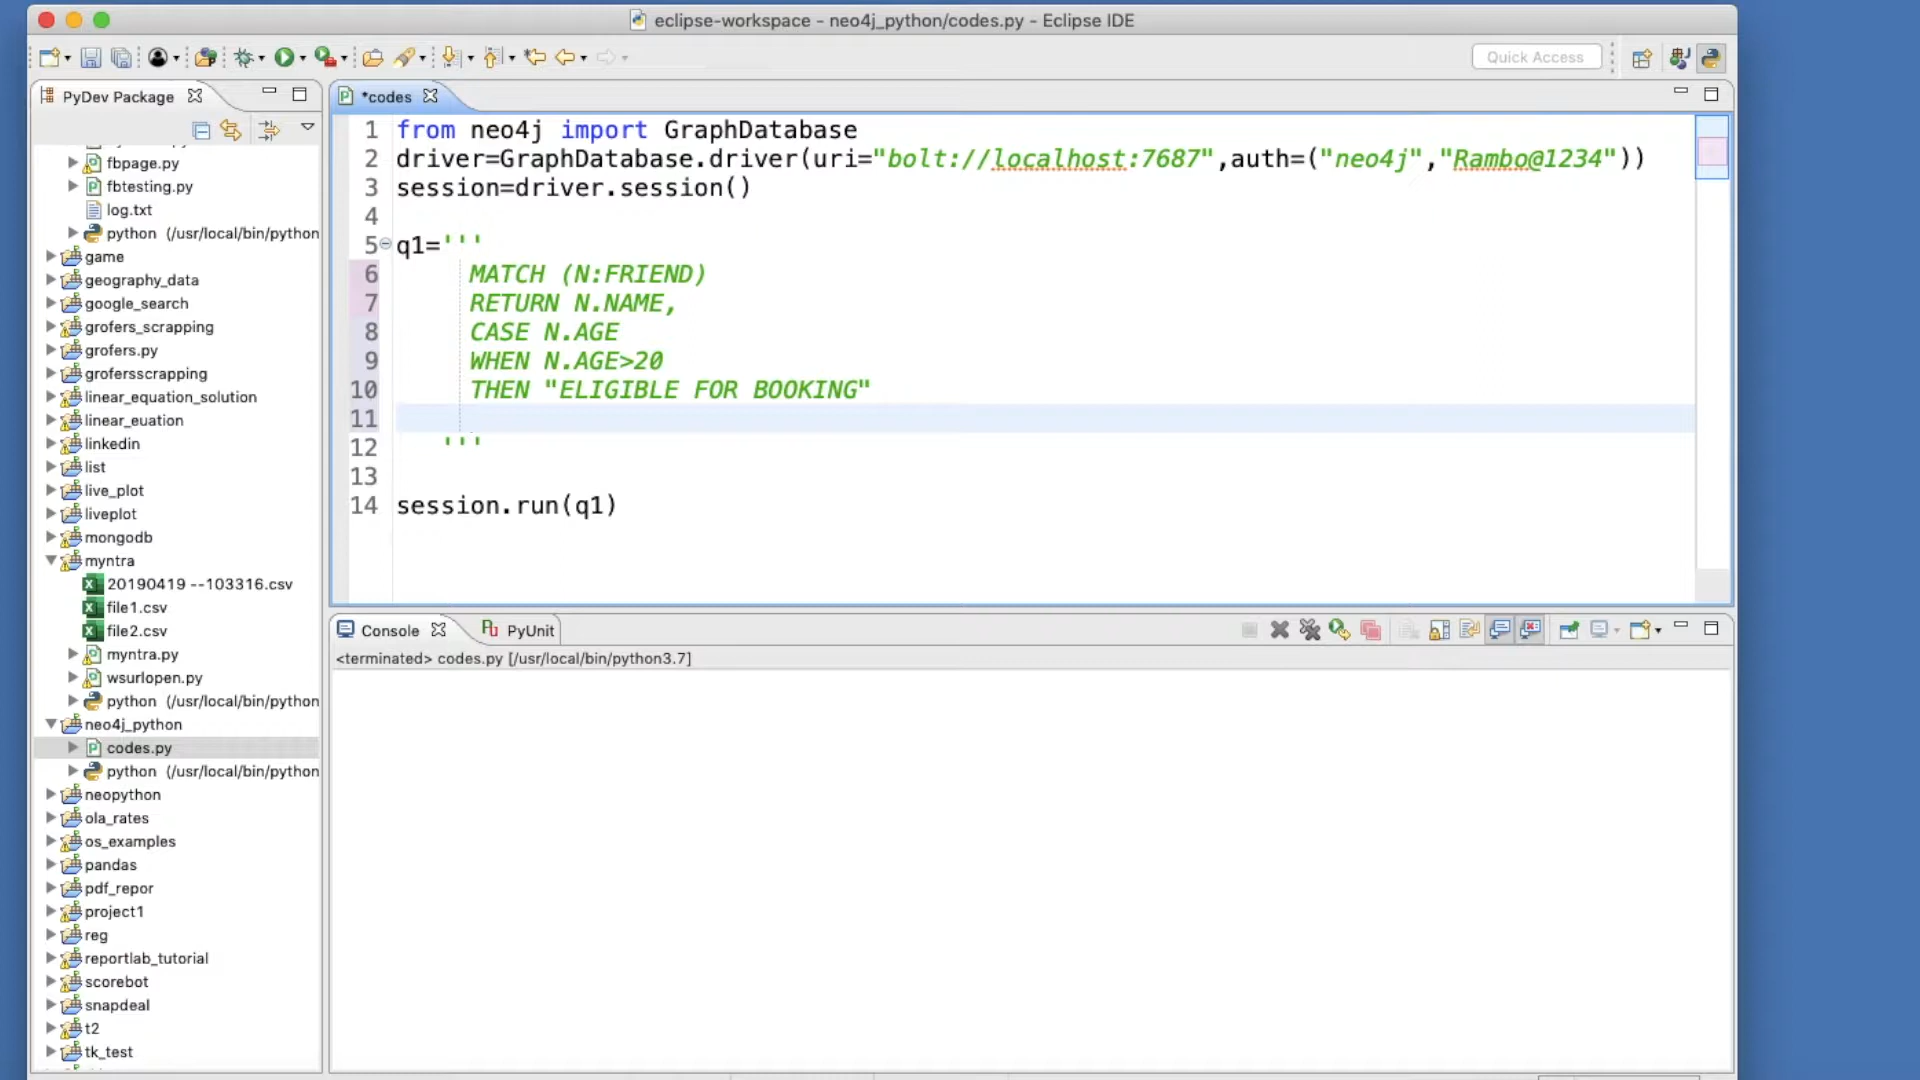 eclipse-workspace - neo4j_python/codes.py - Eclipse IDE
Quick Access
PyDev Package
fbpage.py
fbtesting.py
log.txt
python (/usr/local/bin/python
game
geography_data
google_search
grofers_scrapping
grofers.py
grofersscrapping
linear_equation_solution
linear_euation
linkedin
list
live_plot
liveplot
mongodb
myntra
20190419 --103316.csv
file1.csv
file2.csv
myntra.py
wsurlopen.py
python (/usr/local/bin/python
neo4j_python
codes.py
python (/usr/local/bin/python
neopython
ola_rates
os_examples
pandas
pdf_repor
project1
reg
reportlab_tutorial
scorebot
snapdeal
t2
tk_test
*codes
1 from neo4j import GraphDatabase
2 driver=GraphDatabase.driver(uri="bolt://localhost:7687",auth=("neo4j","Rambo@1234"))
3 session=driver.session()
4
5 q1='''
6 MATCH (N:FRIEND)
7 RETURN N.NAME,
8 CASE N.AGE
9 WHEN N.AGE>20
10 THEN "ELIGIBLE FOR BOOKING"
11
12 '''
13
14 session.run(q1)
Console
PyUnit
<terminated> codes.py [/usr/local/bin/python3.7]